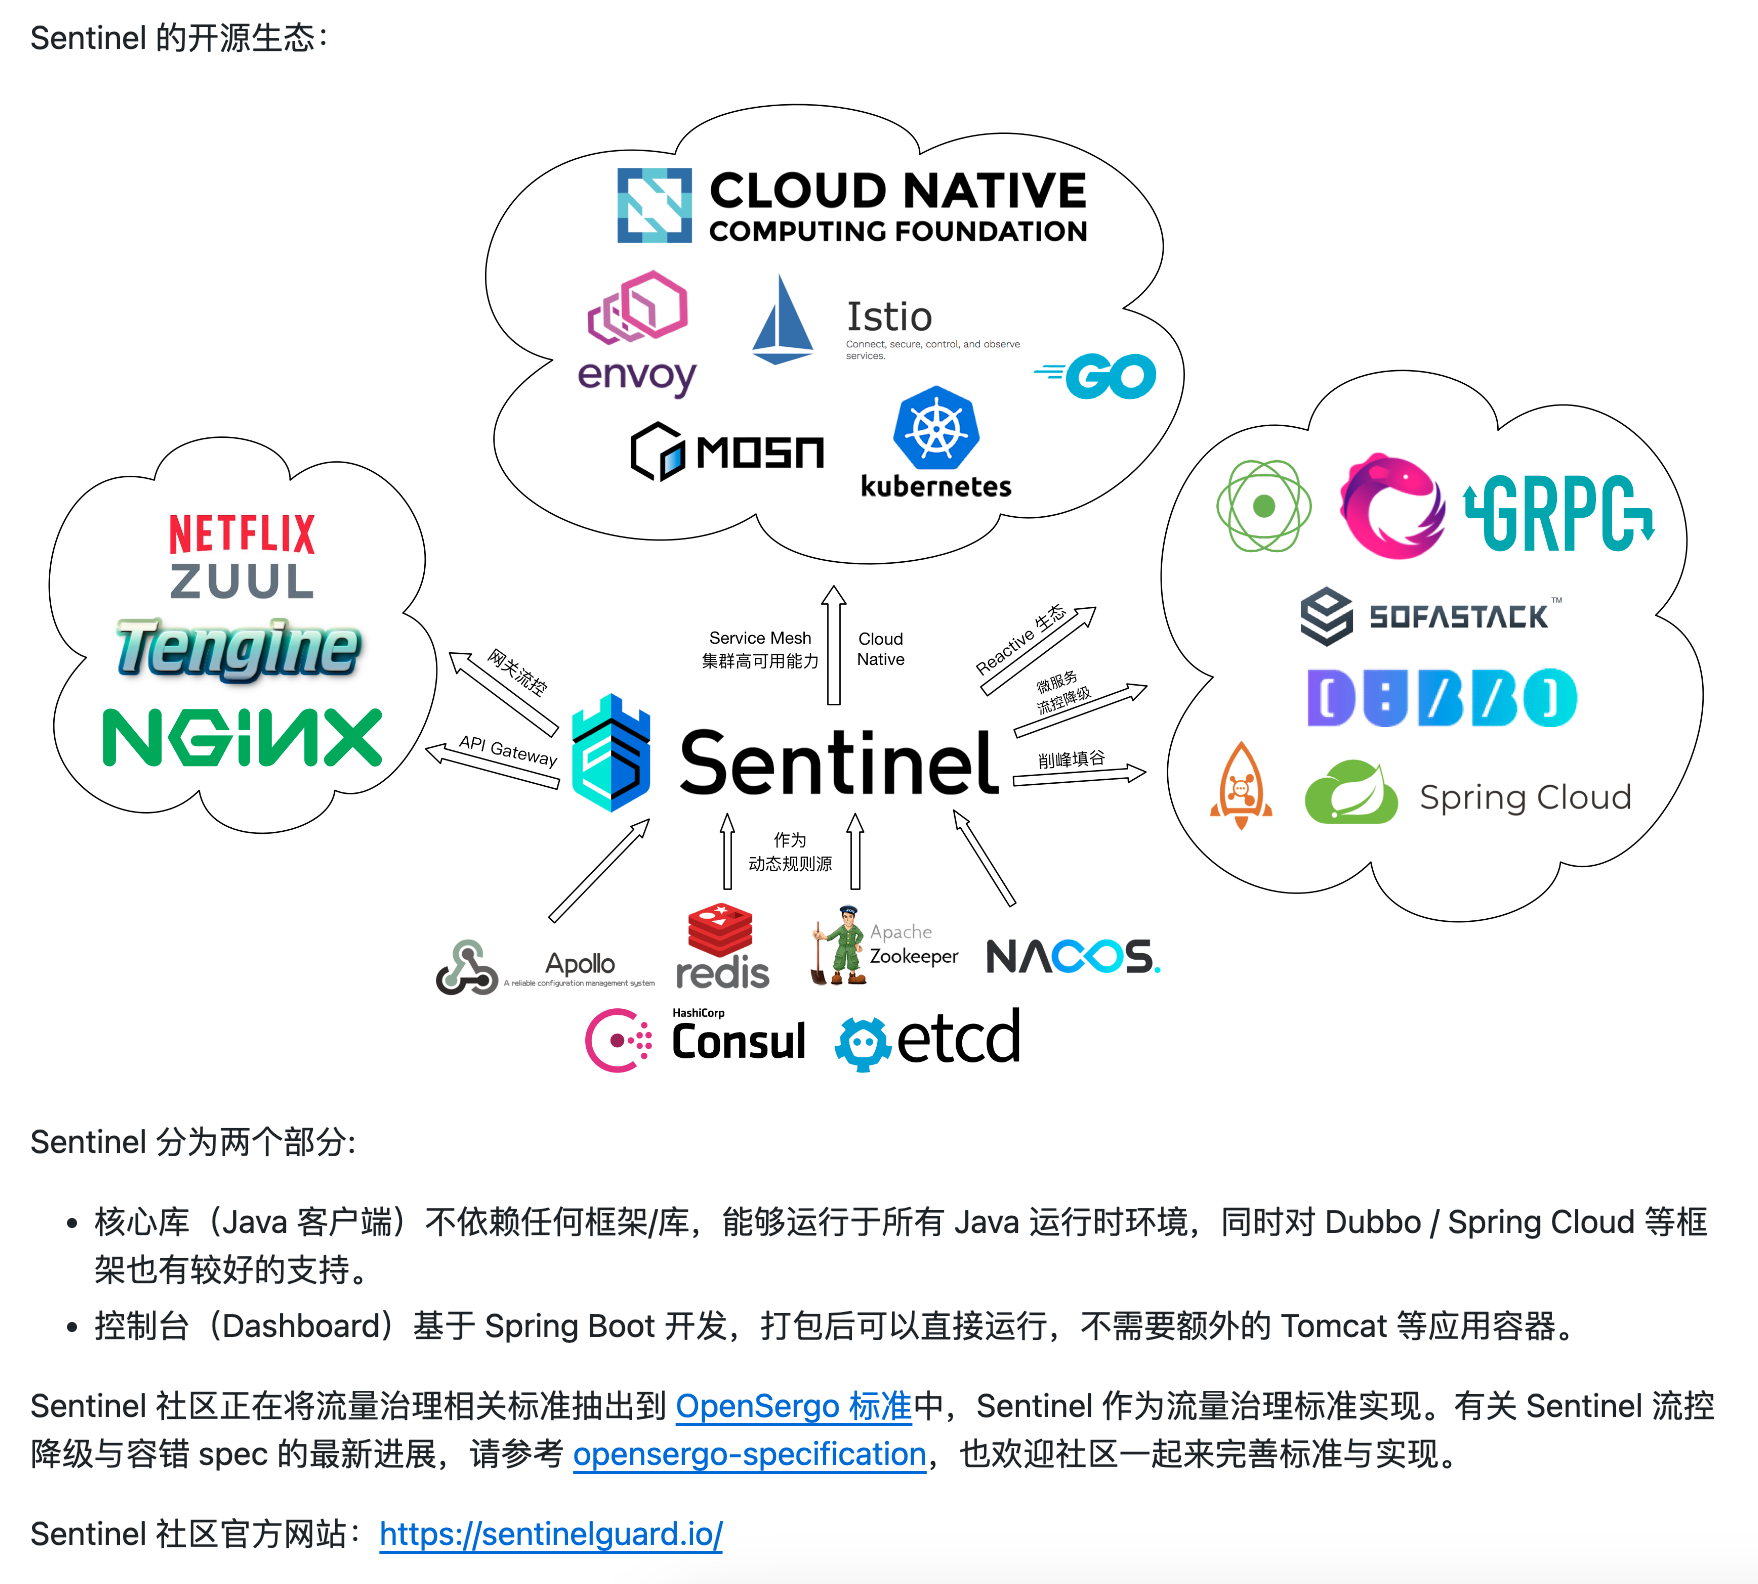 Sentinel 的开源生态：
CLOUD NATIVE
COMPUTING FOUNDATION
envoy
Istio
Connect, secure, control, and observe
services.
GO
MOSN
kubernetes
NETFLIX
ZUUL
Tengine
NGINX
GRPC
SOFASTACK™
DUBBO
Spring Cloud
网关流控
API Gateway
Service Mesh
集群高可用能力
Cloud
Native
Reactive 生态
微服务
流控降级
削峰填谷
Sentinel
作为
动态规则源
Apollo
A reliable configuration management system
redis
Apache
Zookeeper
NACOS.
HashiCorp
Consul
etcd
Sentinel 分为两个部分:
• 核心库（Java 客户端）不依赖任何框架/库，能够运行于所有 Java 运行时环境，同时对 Dubbo / Spring Cloud 等框
架也有较好的支持。
• 控制台（Dashboard）基于 Spring Boot 开发，打包后可以直接运行，不需要额外的 Tomcat 等应用容器。
Sentinel 社区正在将流量治理相关标准抽出到 OpenSergo 标准中，Sentinel 作为流量治理标准实现。有关 Sentinel 流控
降级与容错 spec 的最新进展，请参考 opensergo-specification，也欢迎社区一起来完善标准与实现。
Sentinel 社区官方网站：https://sentinelguard.io/